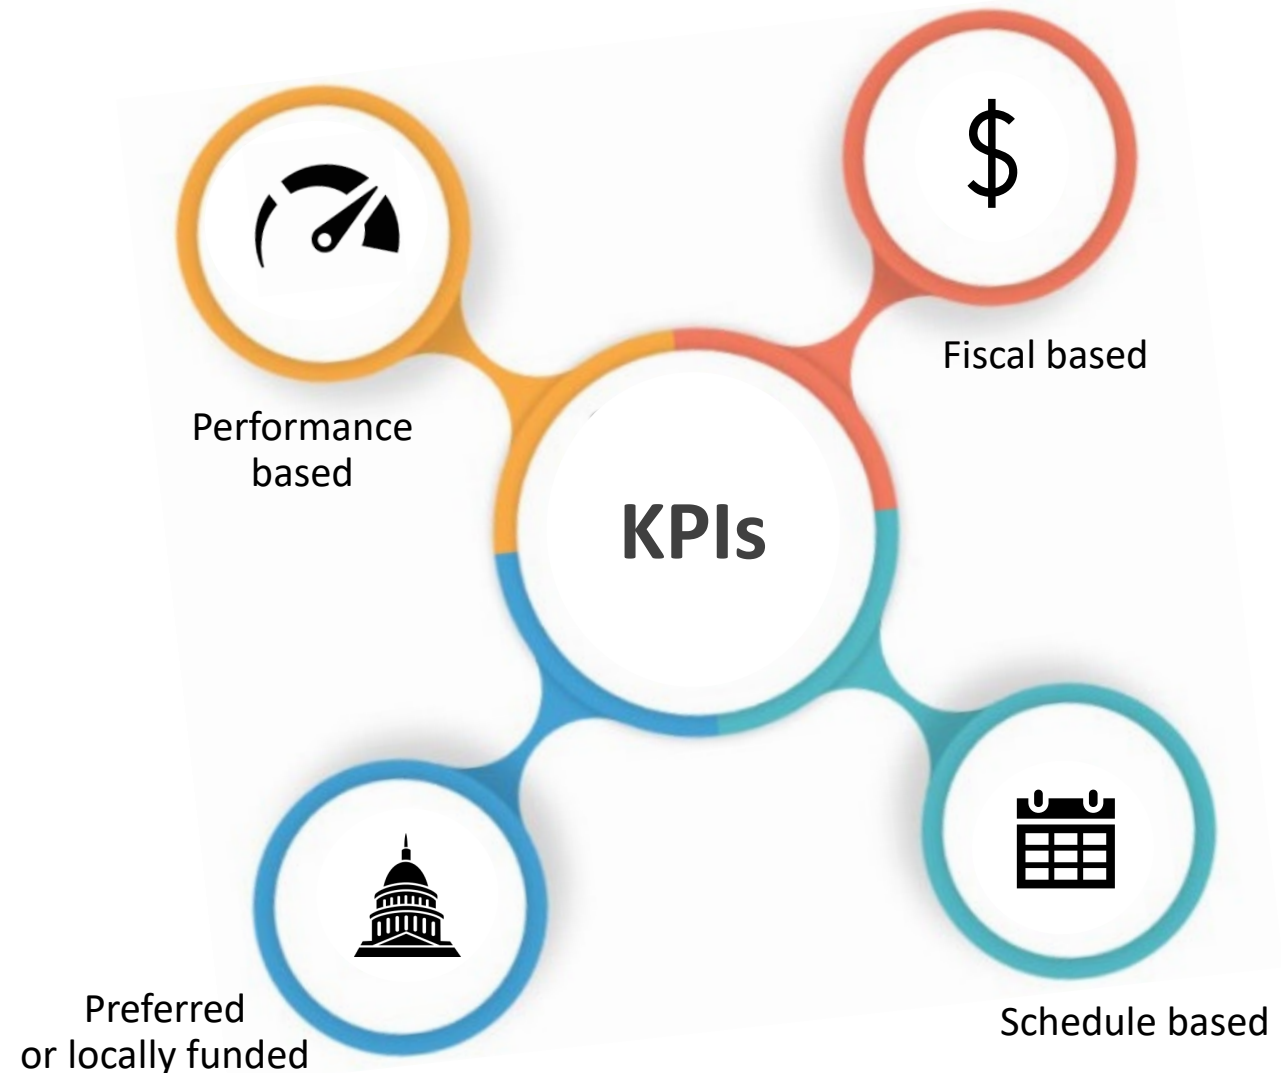 $
Fiscal based
Performance
based
KPIs
Preferred
or locally funded
Schedule based